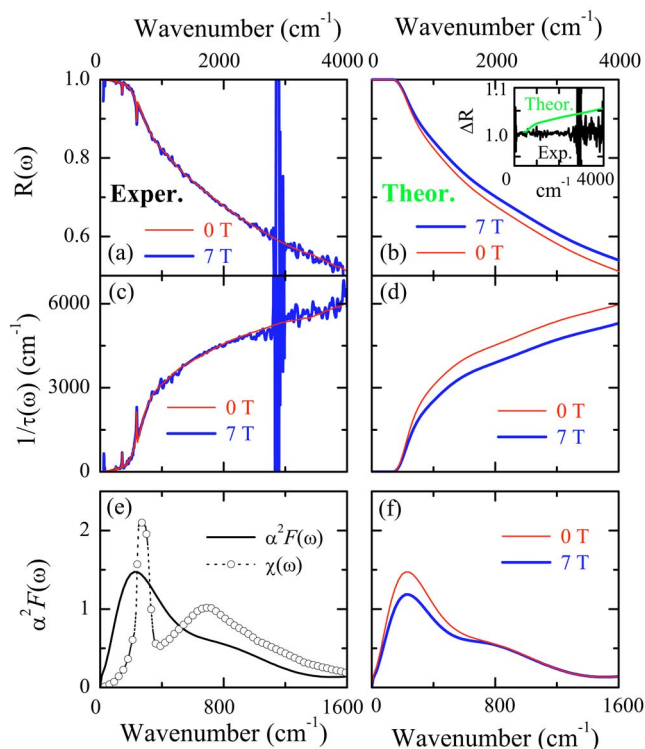 Wavenumber (cm⁻¹)
Wavenumber (cm⁻¹)
0 2000 4000
0 2000 4000
1.0
0.8
0.6
R(ω)
Exper.
0 T
7 T
(a)
1.1
1.0
ΔR
Theor.
Exp.
0 4000
cm⁻¹
Theor.
7 T
0 T
(b)
(c)
6000
3000
0
1/τ(ω) (cm⁻¹)
0 T
7 T
(d)
0 T
7 T
(e)
2
1
0
α²F(ω)
α²F(ω)
χ(ω)
(f)
0 T
7 T
0 800 1600
0 800 1600
Wavenumber (cm⁻¹)
Wavenumber (cm⁻¹)